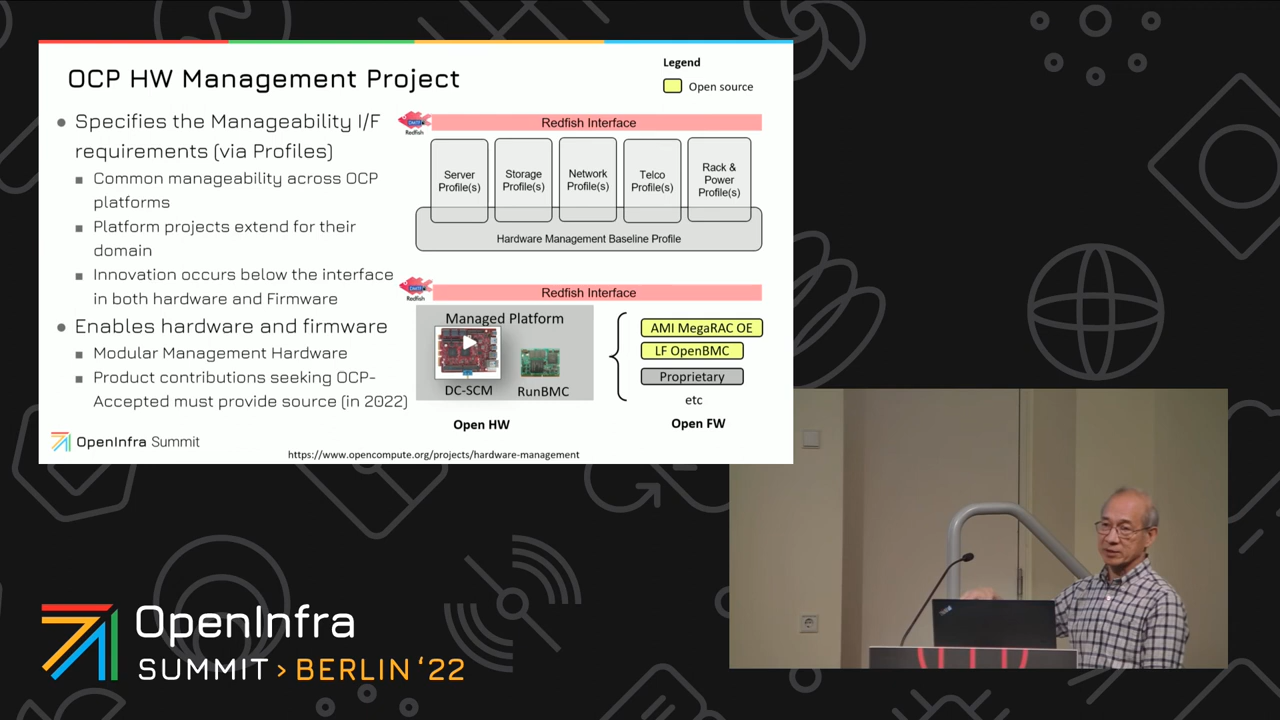 OCP HW Management Project
Legend
Open source
● Specifies the Manageability I/F
requirements (via Profiles)
■ Common manageability across OCP
platforms
■ Platform projects extend for their
domain
■ Innovation occurs below the interface
in both hardware and Firmware
● Enables hardware and firmware
■ Modular Management Hardware
■ Product contributions seeking OCP-
Accepted must provide source (in 2022)
Redfish
Redfish Interface
Server
Profile(s)
Storage
Profile(s)
Network
Profile(s)
Telco
Profile(s)
Rack &
Power
Profile(s)
Hardware Management Baseline Profile
Redfish
Redfish Interface
Managed Platform
DC-SCM
RunBMC
Open HW
AMI MegaRAC OE
LF OpenBMC
Proprietary
etc
Open FW
OpenInfra Summit
https://www.opencompute.org/projects/hardware-management
OpenInfra
SUMMIT > BERLIN ‘22